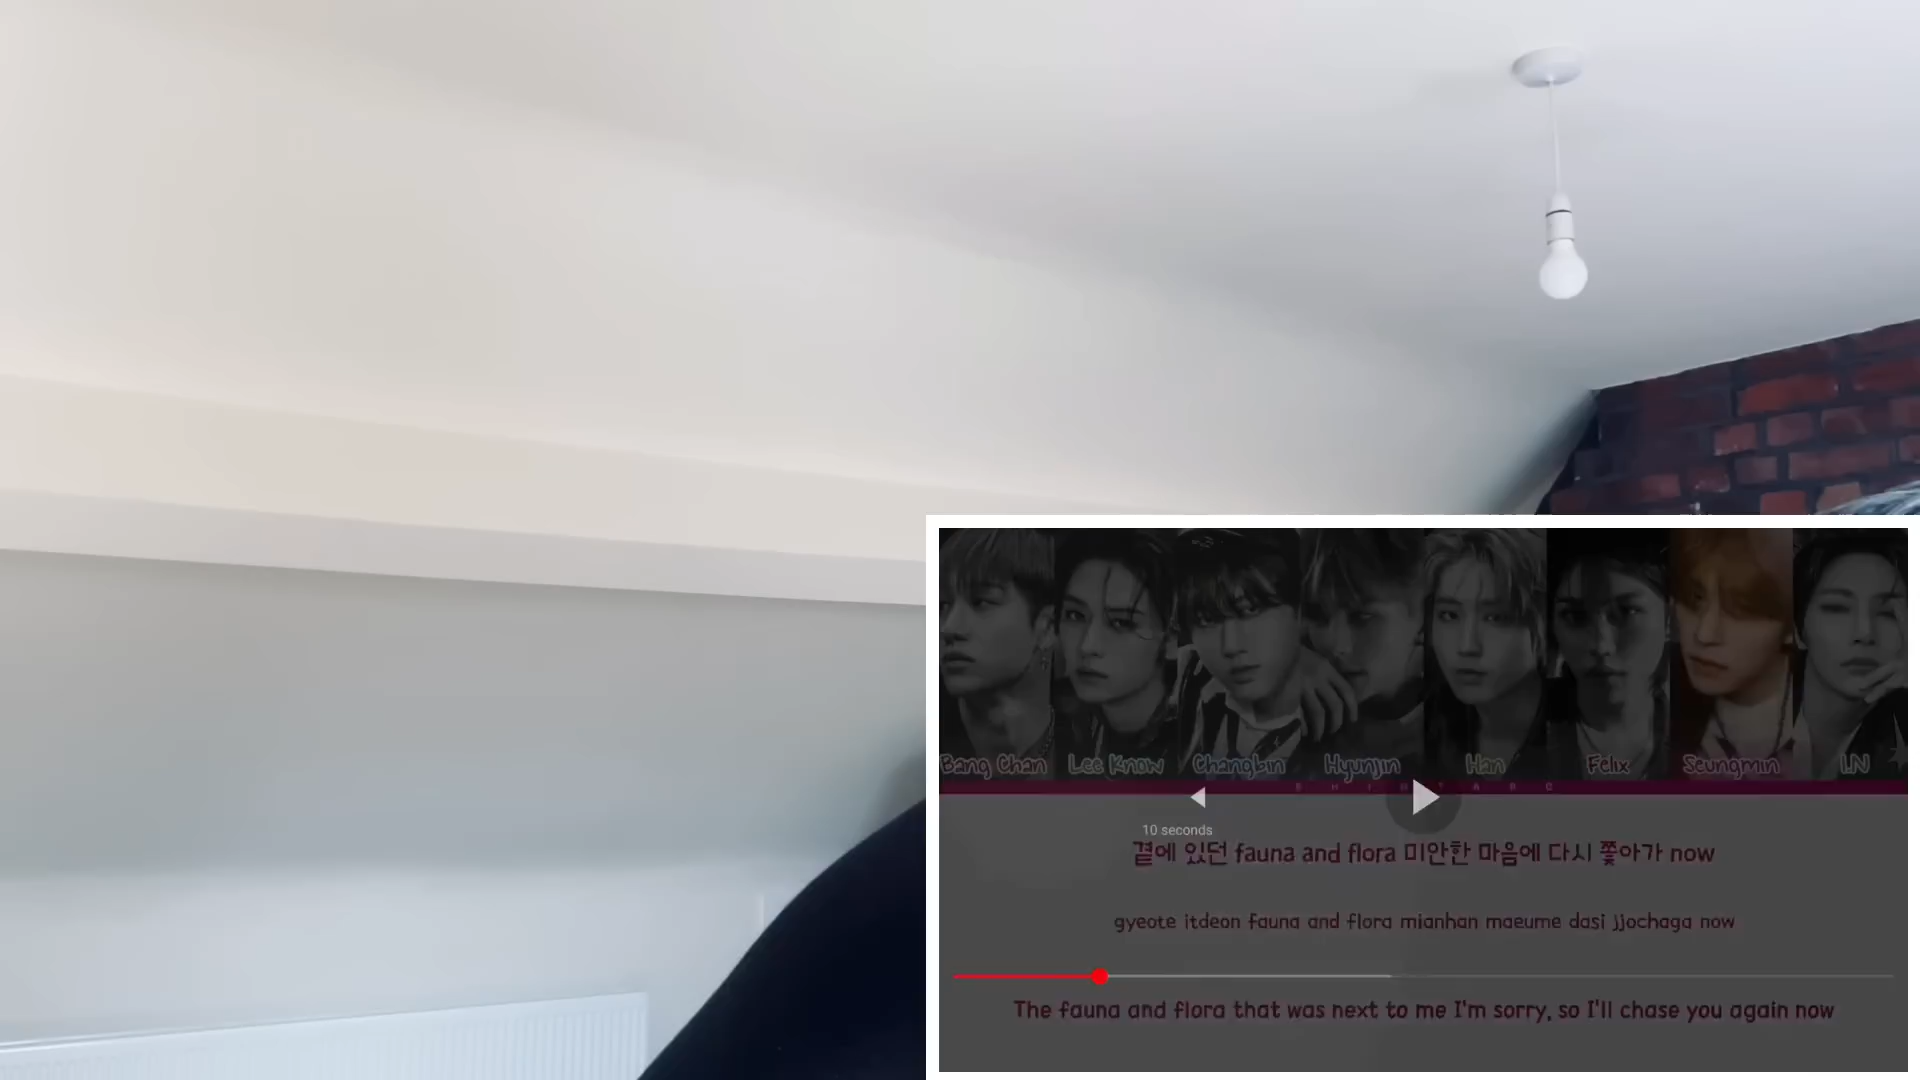 Bang Chan Lee Know Changbin Hyunjin Han Felix Seungmin I.N
10 seconds
곁에 있던 fauna and flora 미안한 마음에 다시 쫓아가 now
gyeote itdeon fauna and flora mianhan maeume dasi jjochaga now
The fauna and flora that was next to me I'm sorry, so I'll chase you again now